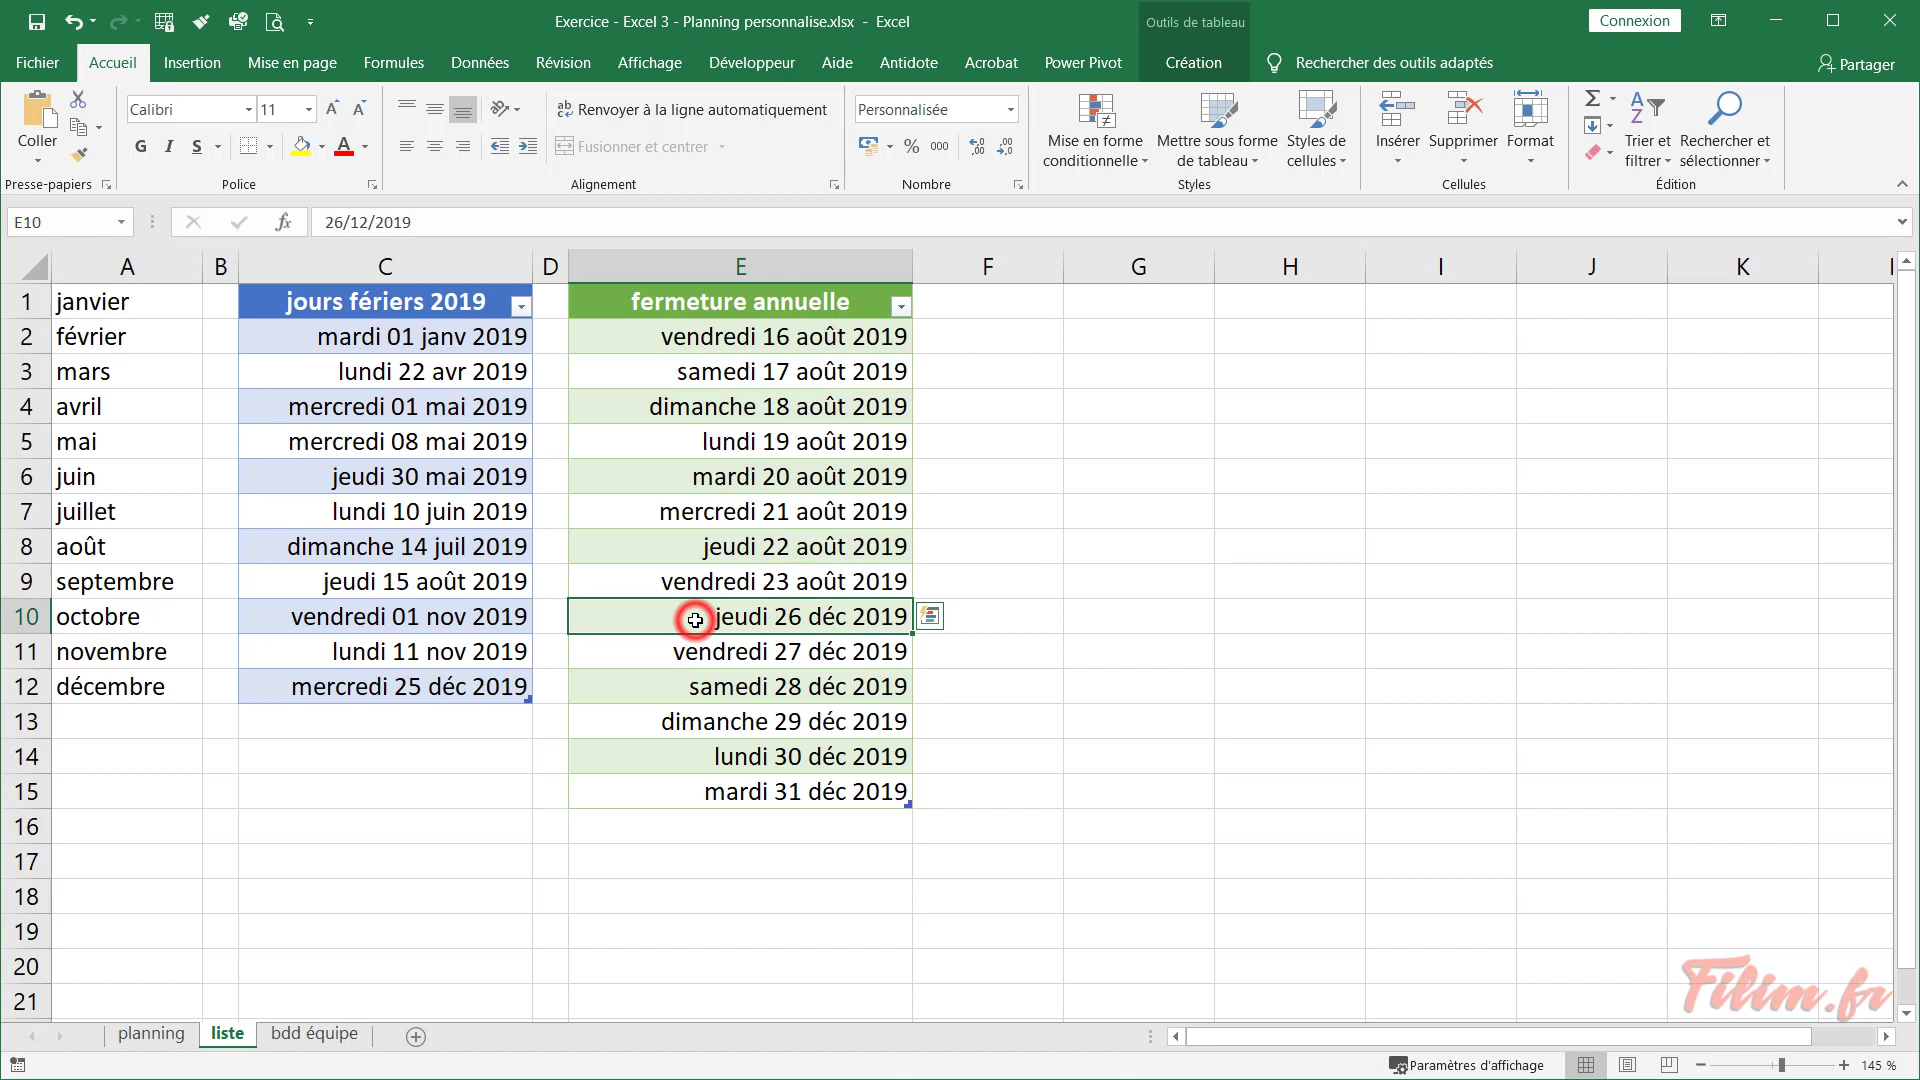 Exercice - Excel 3 - Planning personnalise.xlsx - Excel
Outils de tableau
Connexion
Fichier
Accueil
Insertion
Mise en page
Formules
Données
Révision
Affichage
Développeur
Aide
Antidote
Acrobat
Power Pivot
Création
Rechercher des outils adaptés
Partager
Coller
Calibri
11
G I S
A
Renvoyer à la ligne automatiquement
Fusionner et centrer
Personnalisée
% 000
Mise en forme
conditionnelle
Mettre sous forme
de tableau
Styles de
cellules
Insérer
Supprimer
Format
Trier et
filtrer
Rechercher et
sélectionner
Presse-papiers
Police
Alignement
Nombre
Styles
Cellules
Édition
E10
fx
26/12/2019
A B C D E F G H I J K
1 janvier jours fériers 2019 fermeture annuelle
2 février mardi 01 janv 2019 vendredi 16 août 2019
3 mars lundi 22 avr 2019 samedi 17 août 2019
4 avril mercredi 01 mai 2019 dimanche 18 août 2019
5 mai mercredi 08 mai 2019 lundi 19 août 2019
6 juin jeudi 30 mai 2019 mardi 20 août 2019
7 juillet lundi 10 juin 2019 mercredi 21 août 2019
8 août dimanche 14 juil 2019 jeudi 22 août 2019
9 septembre jeudi 15 août 2019 vendredi 23 août 2019
10 octobre vendredi 01 nov 2019 jeudi 26 déc 2019
11 novembre lundi 11 nov 2019 vendredi 27 déc 2019
12 décembre mercredi 25 déc 2019 samedi 28 déc 2019
13 dimanche 29 déc 2019
14 lundi 30 déc 2019
15 mardi 31 déc 2019
16
17
18
19
20
21
Filim.fr
planning
liste
bdd équipe
Paramètres d'affichage
145 %